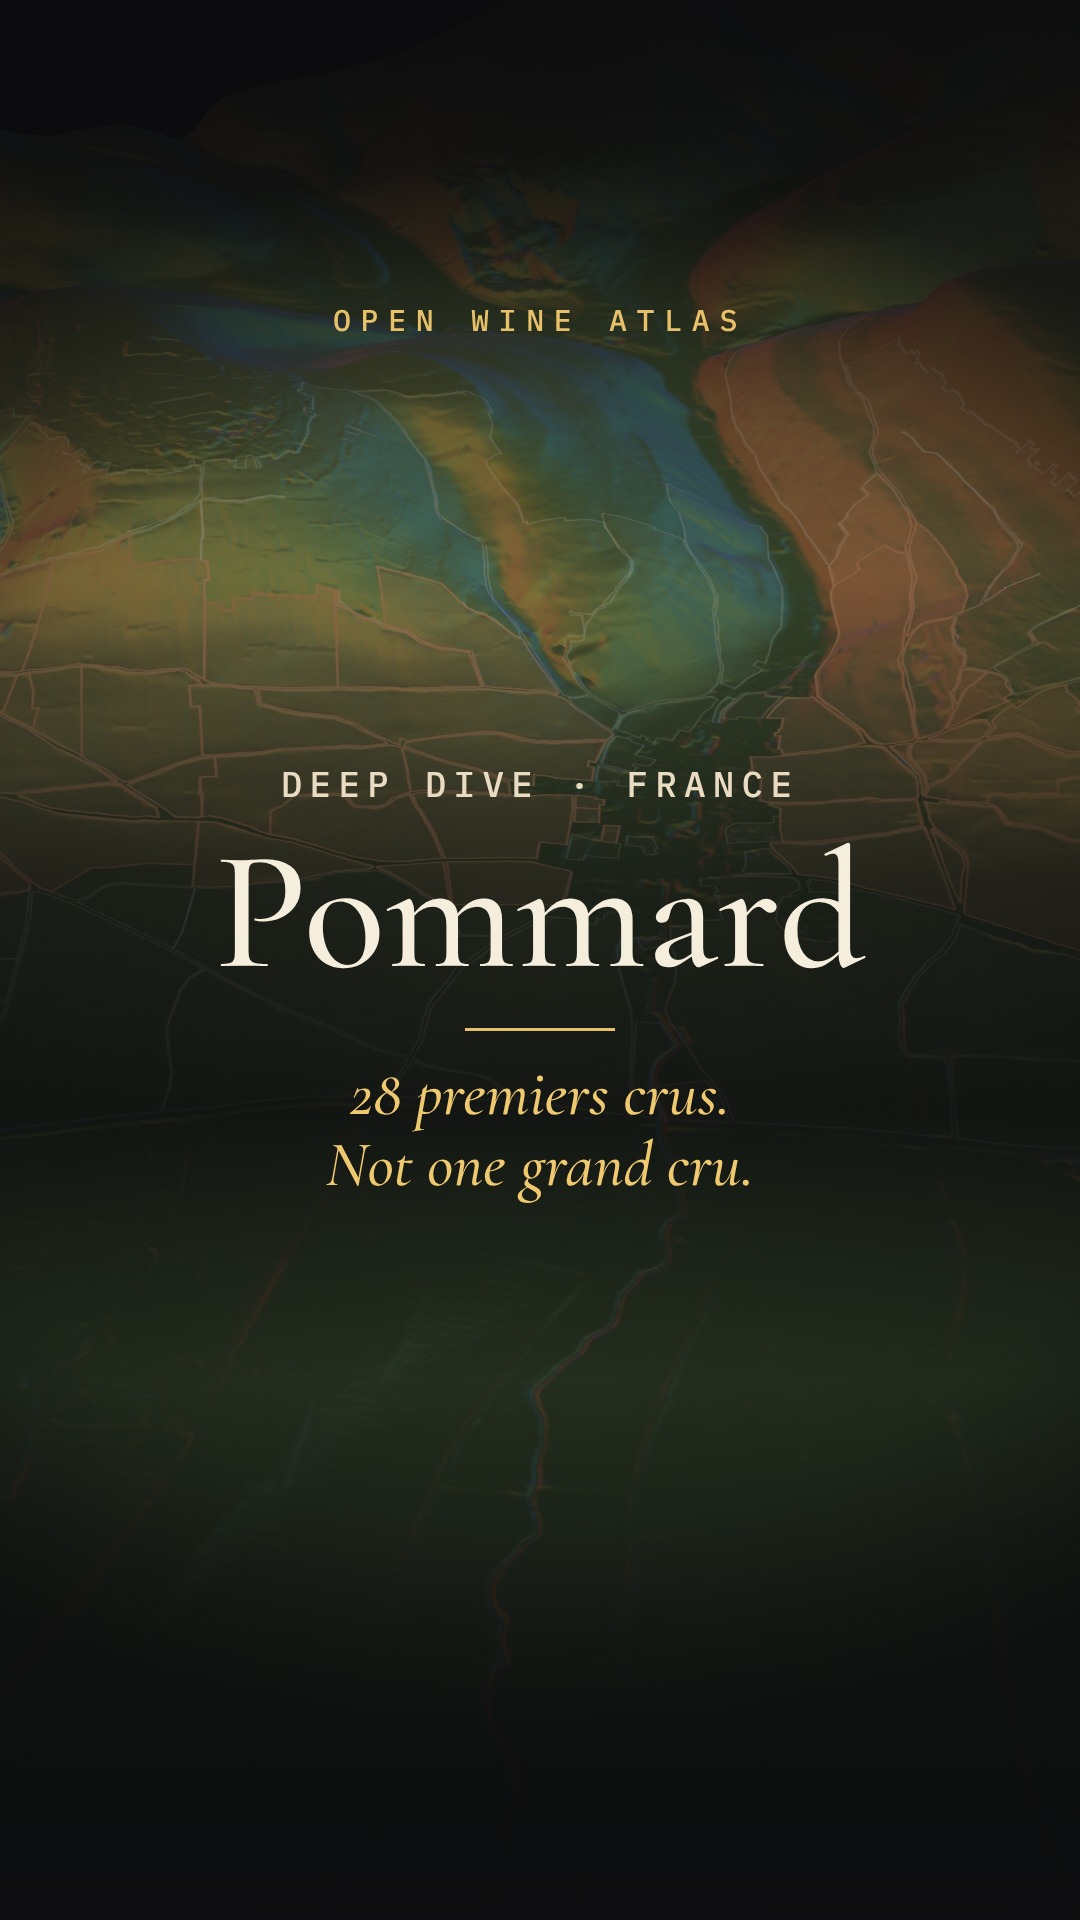 OPEN WINE ATLAS
DEEP DIVE · FRANCE
Pommard
28 premiers crus.
Not one grand cru.